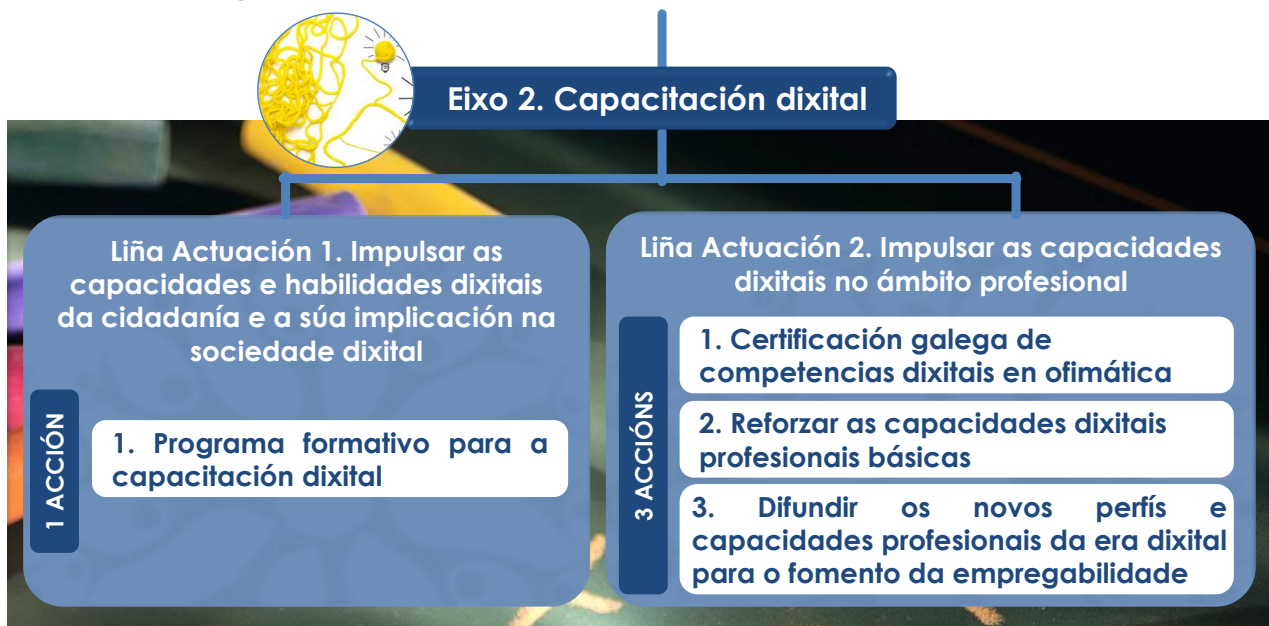 Eixo 2. Capacitación dixital
Liña Actuación 1. Impulsar as
capacidades e habilidades dixitais
da cidadanía e a súa implicación na
sociedade dixital
1 ACCIÓN
1. Programa formativo para a
capacitación dixital
Liña Actuación 2. Impulsar as capacidades
dixitais no ámbito profesional
3 ACCIÓNS
1. Certificación galega de
competencias dixitais en ofimática
2. Reforzar as capacidades dixitais
profesionais básicas
3. Difundir os novos perfís e
capacidades profesionais da era dixital
para o fomento da empregabilidade